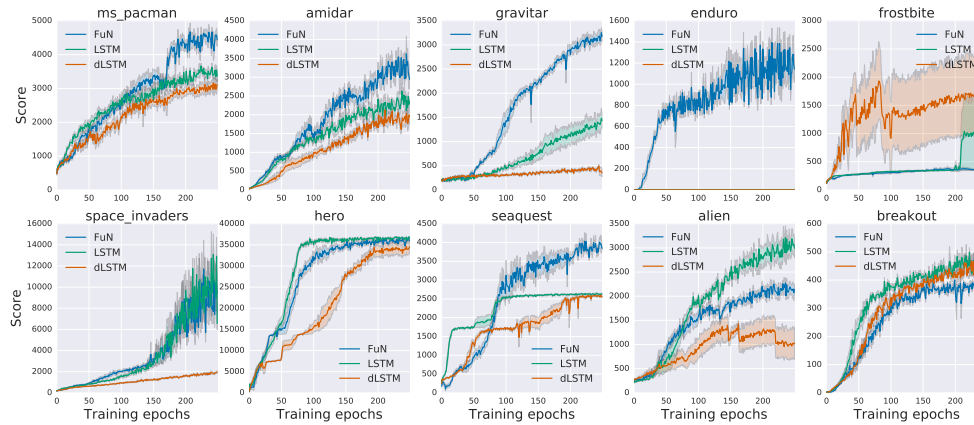 ms_pacman
5000
4000
3000
2000
1000
0
0 50 100 150 200
Score
FuN
LSTM
dLSTM
amidar
4500
4000
3500
3000
2500
2000
1500
1000
500
0
0 50 100 150 200
FuN
LSTM
dLSTM
gravitar
3500
3000
2500
2000
1500
1000
500
0
0 50 100 150 200
FuN
LSTM
dLSTM
enduro
1600
1400
1200
1000
800
600
400
200
0
0 50 100 150 200
FuN
LSTM
dLSTM
frostbite
3000
2500
2000
1500
1000
500
0
0 50 100 150 200
FuN
LSTM
dLSTM
space_invaders
16000
14000
12000
10000
8000
6000
4000
2000
0
0 50 100 150 200
Score
Training epochs
FuN
LSTM
dLSTM
hero
40000
35000
30000
25000
20000
15000
10000
5000
0
0 50 100 150 200
Training epochs
FuN
LSTM
dLSTM
seaquest
4500
4000
3500
3000
2500
2000
1500
1000
500
0
0 50 100 150 200
Training epochs
FuN
LSTM
dLSTM
alien
3500
3000
2500
2000
1500
1000
500
0
0 50 100 150 200
Training epochs
FuN
LSTM
dLSTM
breakout
600
500
400
300
200
100
0
0 50 100 150 200
Training epochs
FuN
LSTM
dLSTM